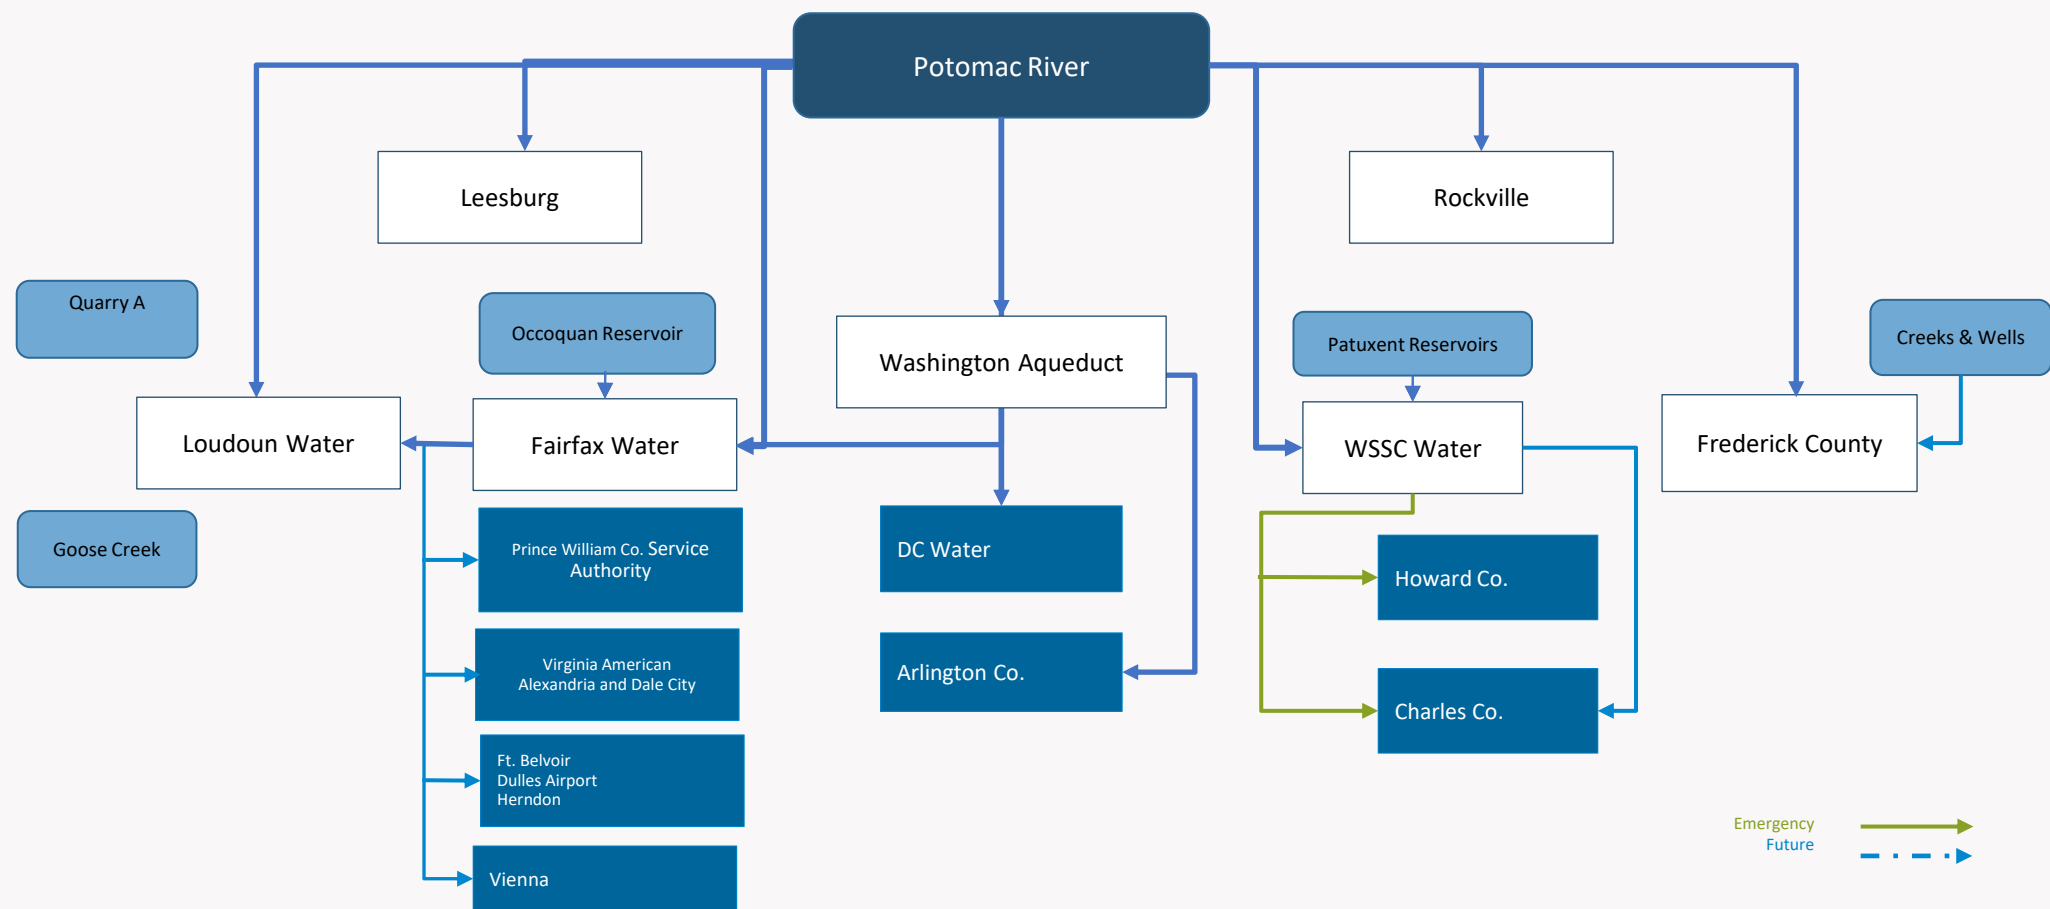 Potomac River
Leesburg
Rockville
Quarry A
Occoquan Reservoir
Washington Aqueduct
Patuxent Reservoirs
Creeks & Wells
Loudoun Water
Fairfax Water
WSSC Water
Frederick County
Goose Creek
Prince William Co. Service
Authority
DC Water
Howard Co.
Virginia American
Alexandria and Dale City
Arlington Co.
Charles Co.
Ft. Belvoir
Dulles Airport
Herndon
Vienna
Emergency
Future